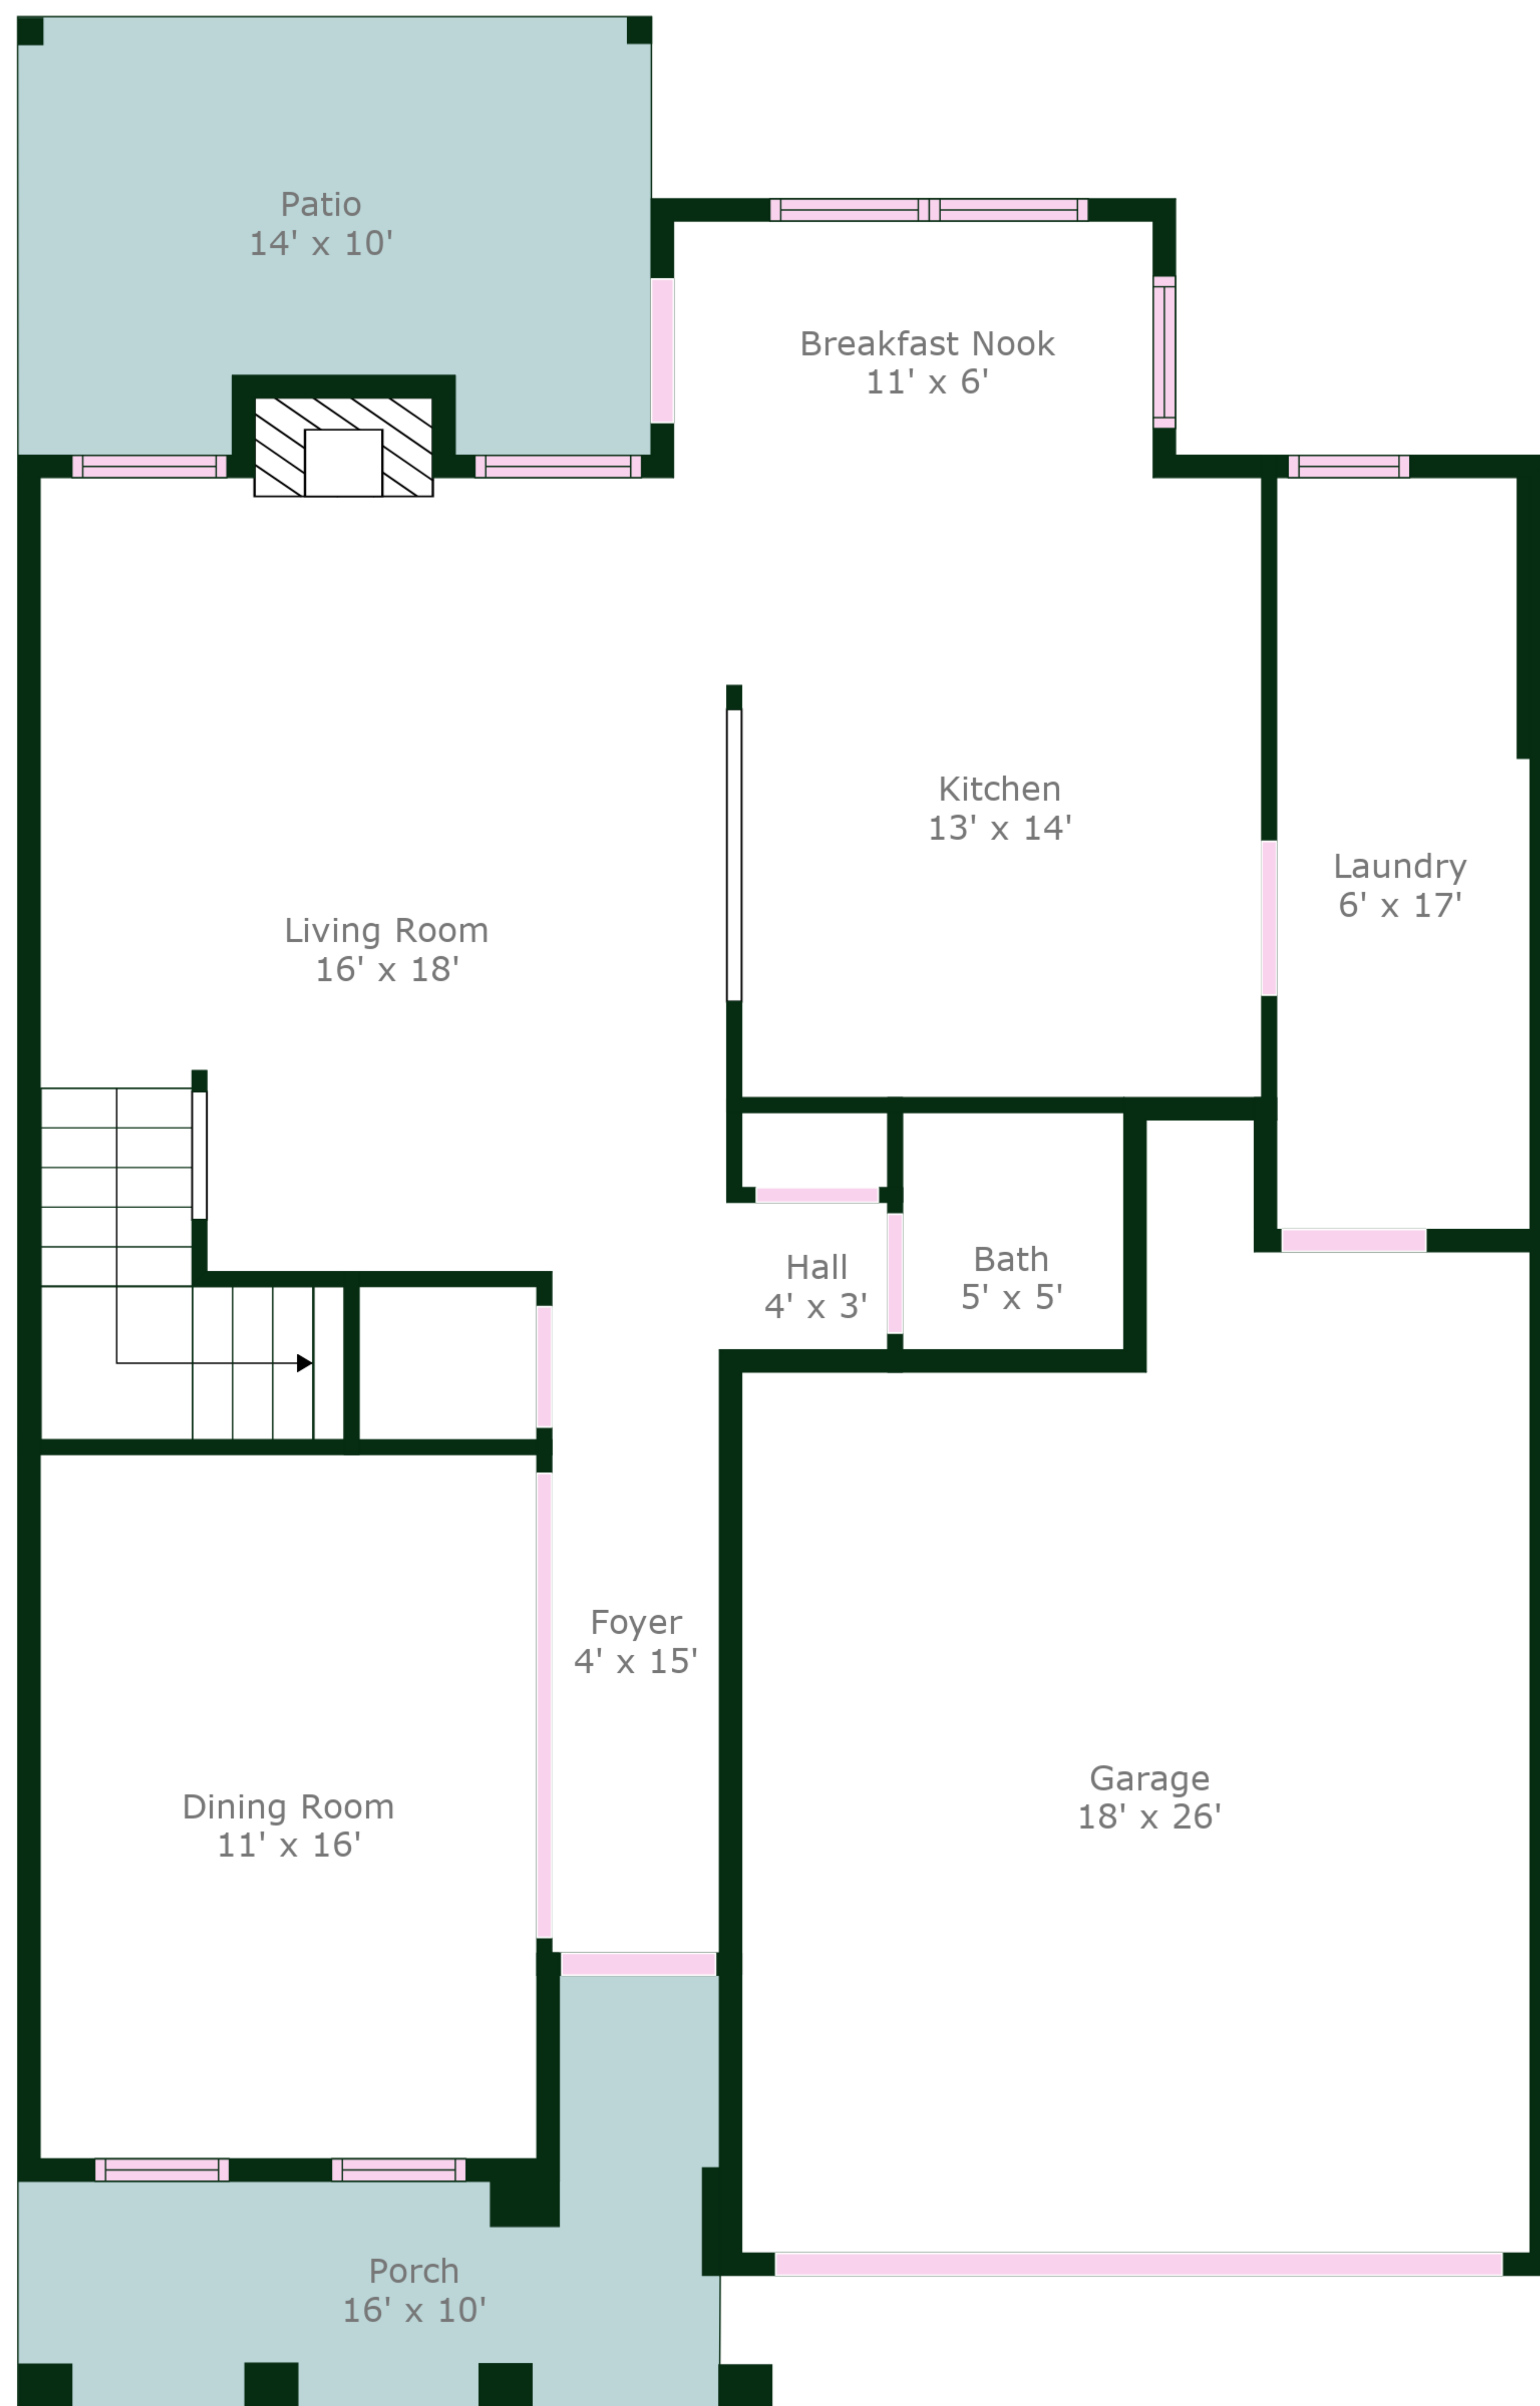 Patio
14' x 10'
Breakfast Nook
11' x 6'
Kitchen
13' x 14'
Laundry
6' x 17'
Living Room
16' x 18'
Hall
4' x 3'
Bath
5' x 5'
Foyer
4' x 15'
Garage
18' x 26'
Dining Room
11' x 16'
Porch
16' x 10'